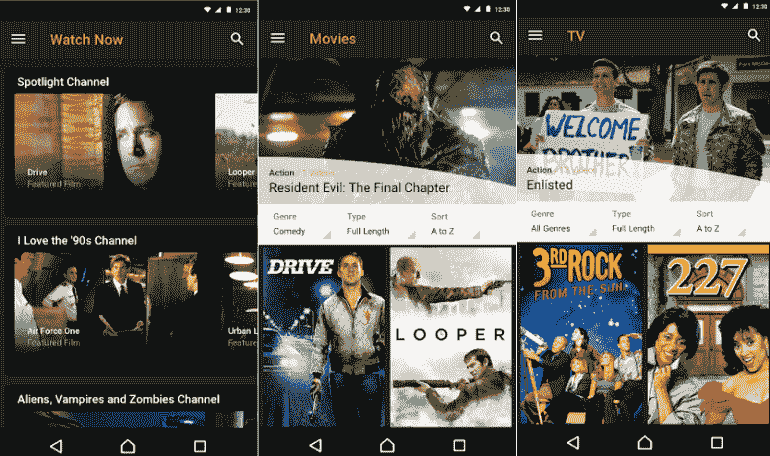 12:30
Watch Now
Spotlight Channel
Drive
Featured Film
Looper
Feature
I Love the '90s Channel
Air Force One
Featured Film
Urban L
Featured
Aliens, Vampires and Zombies Channel
12:30
Movies
Action
Resident Evil: The Final Chapter
Genre
Type
Sort
Comedy
Full Length
A to Z
DRIVE
LOOPER
12:30
TV
WELCOME
BROTHER!
Action
Enlisted
Genre
Type
Sort
All Genres
Full Length
A to Z
3RD ROCK
FROM THE SUN
227